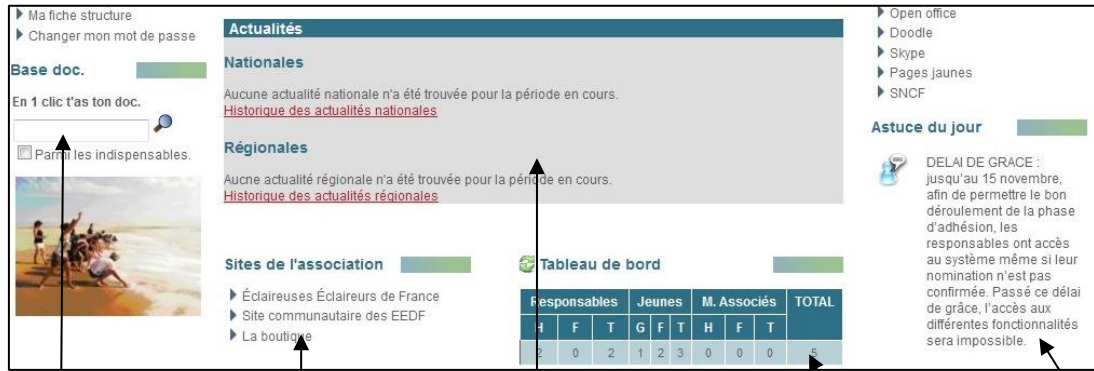 Ma fiche structure
Changer mon mot de passe
Base doc.
En 1 clic t'as ton doc.
Parmi les indispensables.
Actualités
Nationales
Aucune actualité nationale n'a été trouvée pour la période en cours.
Historique des actualités nationales
Régionales
Aucne actualité régionale n'a été trouvée pour la période en cours.
Historique des actualités régionales
Sites de l'association
Éclaireuses Éclaireurs de France
Site communautaire des EEDF
La boutique
Tableau de bord
Responsables Jeunes M. Associés TOTAL
H F T G F T H F T
2 0 2 1 2 3 0 0 0 5
Open office
Doodle
Skype
Pages jaunes
SNCF
Astuce du jour
DELAI DE GRACE :
jusqu'au 15 novembre,
afin de permettre le bon
déroulement de la phase
d'adhésion, les
responsables ont accès
au système même si leur
nomination n'est pas
confirmée. Passé ce délai
de grâce, l'accès aux
différentes fonctionnalités
sera impossible.